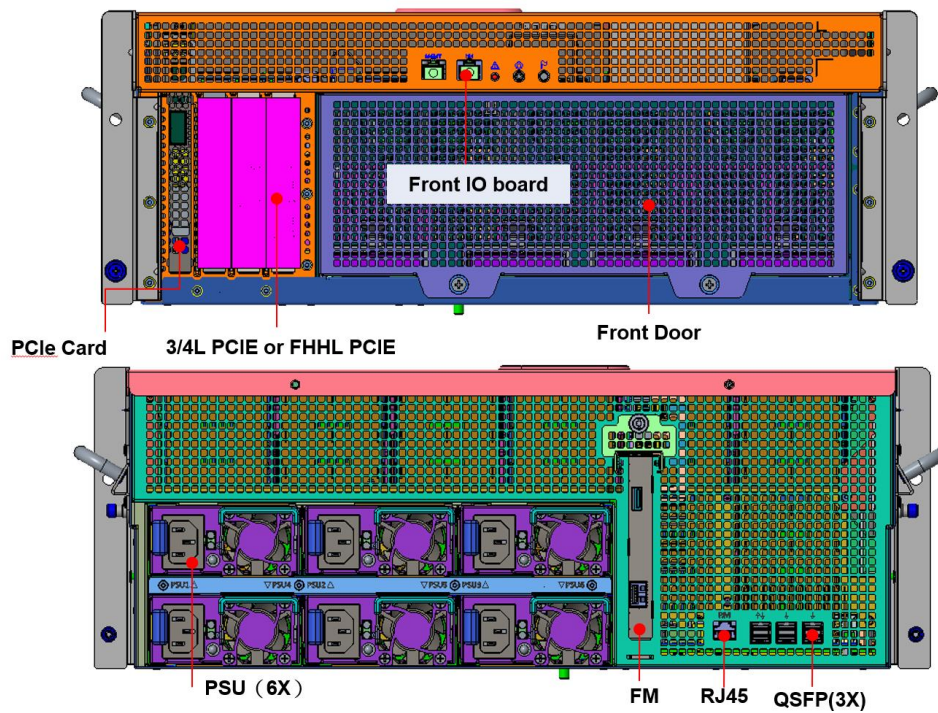 Front IO board
PCIe Card
3/4L PCIE or FHHL PCIE
Front Door
PSU1△ ▽PSU4 PSU2△ ▽PSU5 PSU3△ ▽PSU6
PSU（6X）
FM
RJ45
QSFP(3X)